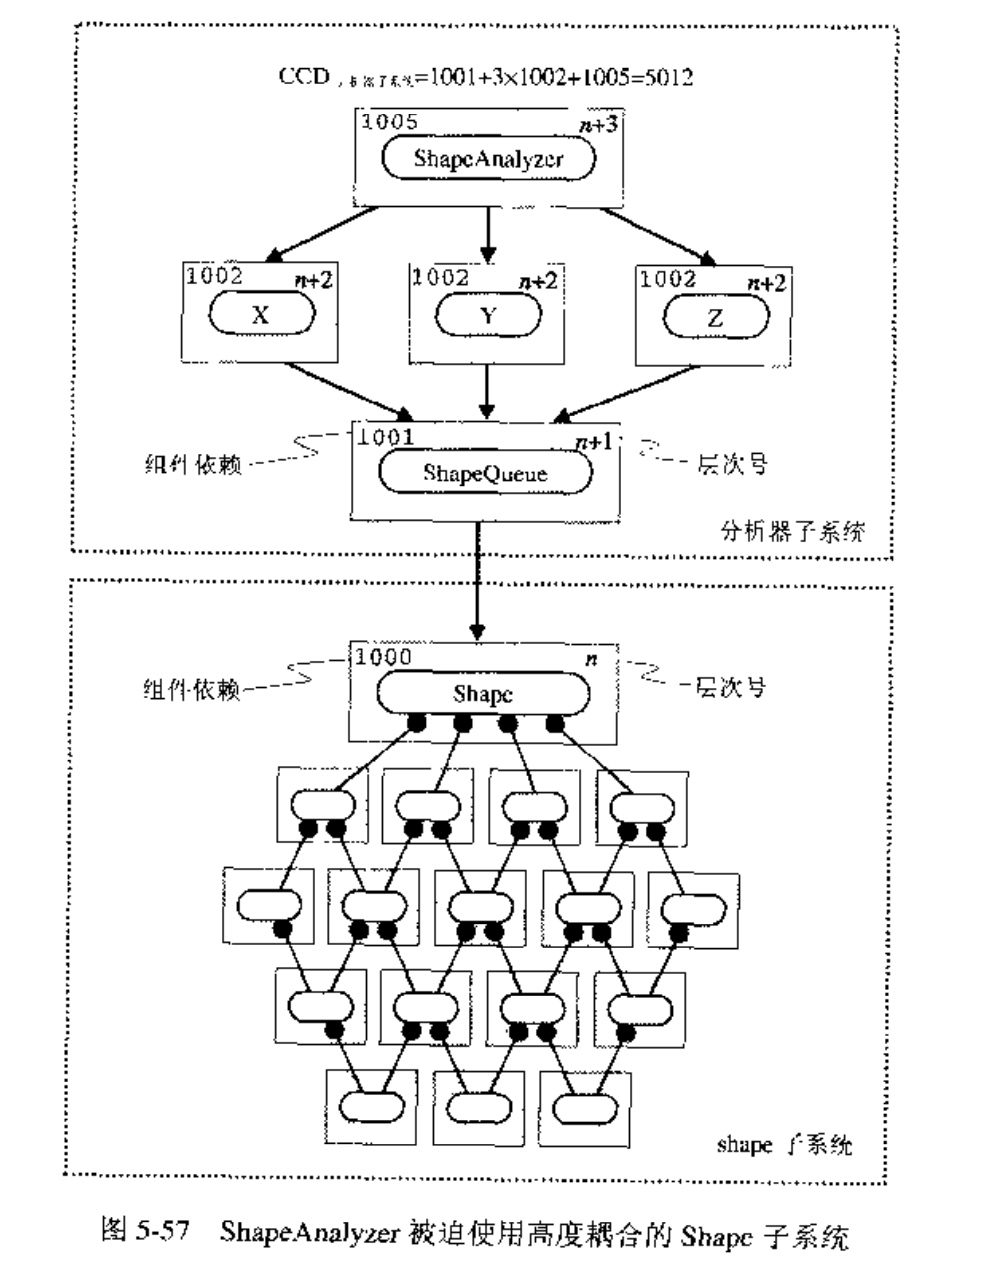 CCD 分析器子系统=1001+3×1002+1005=5012
1005 n+3
ShapeAnalyzer
1002 n+2
X
1002 n+2
Y
1002 n+2
Z
组件依赖
1001 n+1
ShapeQueue
层次号
分析器子系统
组件依赖
1000 n
Shape
层次号
shape 子系统
图 5-57 ShapeAnalyzer 被迫使用高度耦合的 Shape 子系统